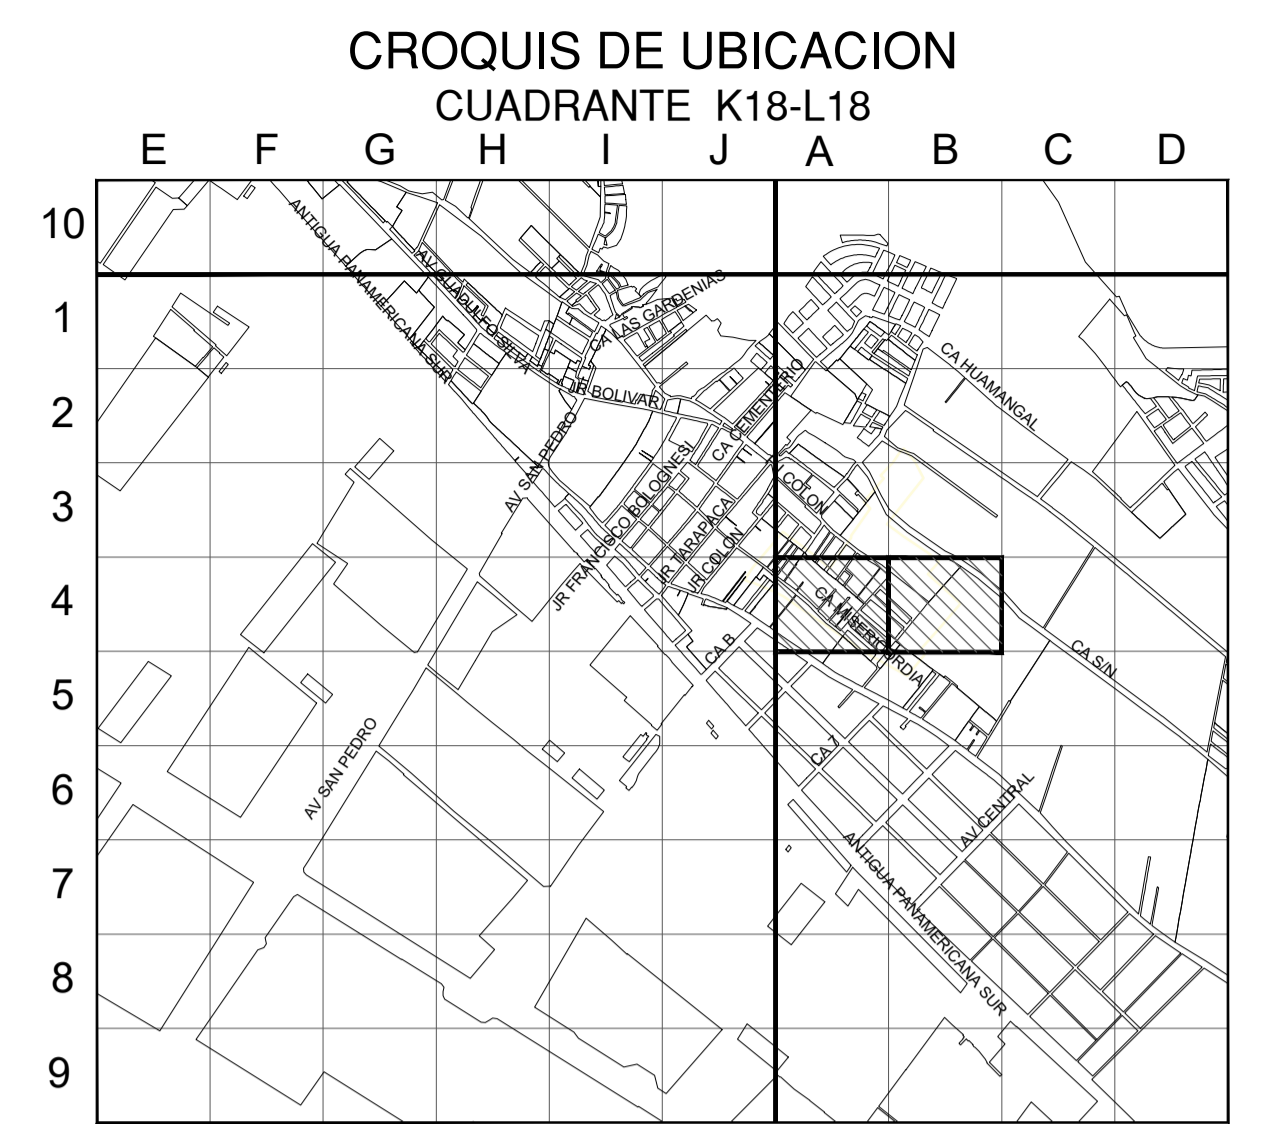 CROQUIS DE UBICACION
CUADRANTE K18-L18
E F G H I J A B C D
10
ANTIGUA PANAMERICANA SUR
AV GUADULFO SILVA
1
CA LAS GARDENIAS
CA HUAMANGAL
2
JR BOLIVAR
CA CEMENTERIO
AV SAN PEDRO
3
JR FRANCISCO BOLOGNESI
JR TARAPACA
JR COLON
COLON
4
CA MISERICORDIA
CA B
CA S/N
5
AV SAN PEDRO
CA 7
6
AV CENTRAL
7
ANTIGUA PANAMERICANA SUR
8
9